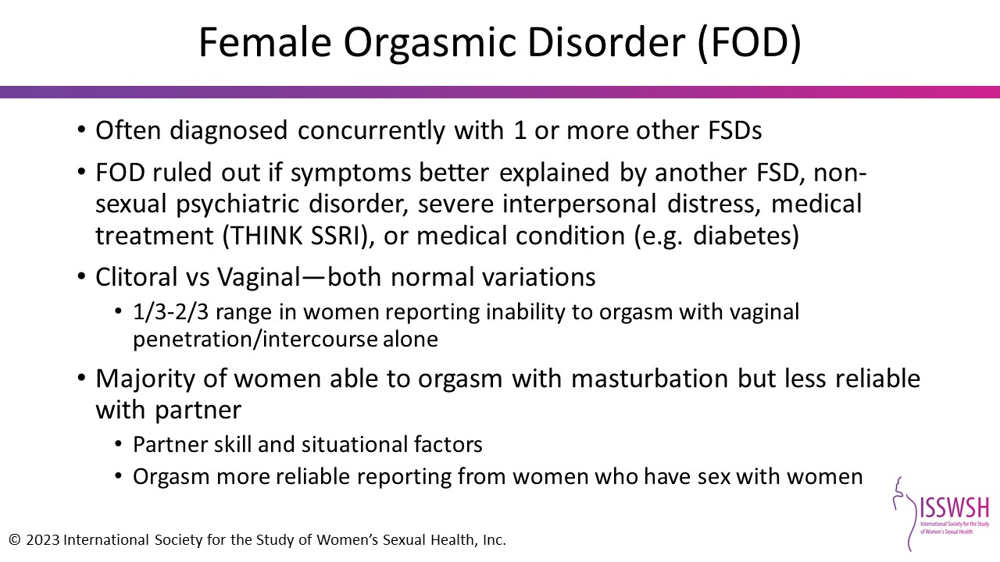 Female Orgasmic Disorder (FOD)
• Often diagnosed concurrently with 1 or more other FSDs
• FOD ruled out if symptoms better explained by another FSD, non-
sexual psychiatric disorder, severe interpersonal distress, medical
treatment (THINK SSRI), or medical condition (e.g. diabetes)
• Clitoral vs Vaginal—both normal variations
• 1/3-2/3 range in women reporting inability to orgasm with vaginal
penetration/intercourse alone
• Majority of women able to orgasm with masturbation but less reliable
with partner
• Partner skill and situational factors
• Orgasm more reliable reporting from women who have sex with women
ISSWSH
International Society for the Study
of Women's Sexual Health
© 2023 International Society for the Study of Women’s Sexual Health, Inc.